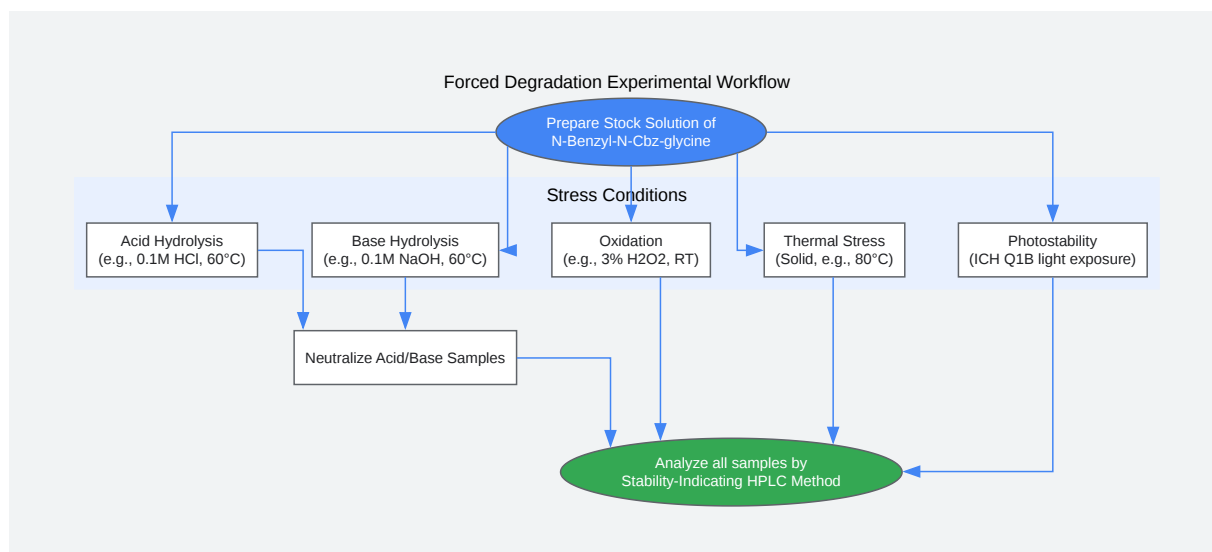 Forced Degradation Experimental Workflow
Prepare Stock Solution of
N-Benzyl-N-Cbz-glycine
Stress Conditions
Acid Hydrolysis
(e.g., 0.1M HCl, 60°C)
Base Hydrolysis
(e.g., 0.1M NaOH, 60°C)
Oxidation
(e.g., 3% H2O2, RT)
Thermal Stress
(Solid, e.g., 80°C)
Photostability
(ICH Q1B light exposure)
Neutralize Acid/Base Samples
Analyze all samples by
Stability-Indicating HPLC Method